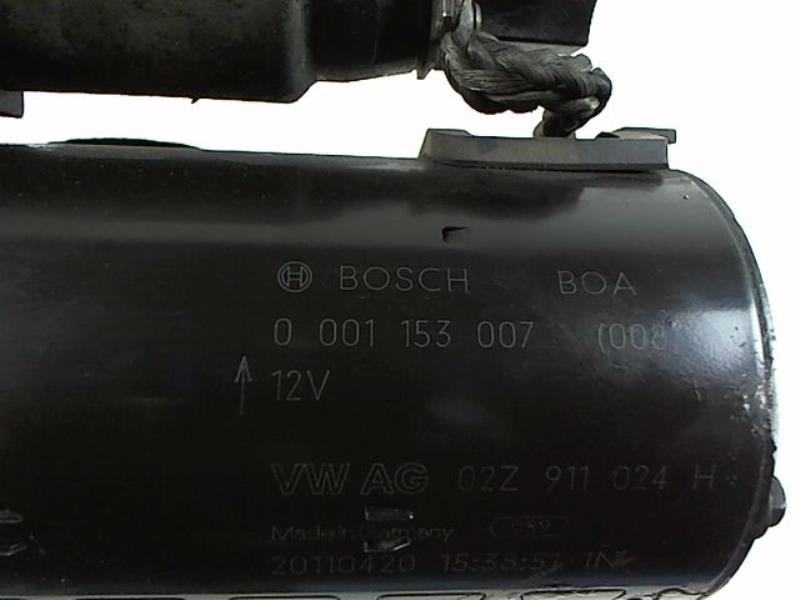 BOSCH BOA
0 001 153 007 (008
12V
VW AG 02Z 911 024 H
Made in Germany
20110420 15:38:51